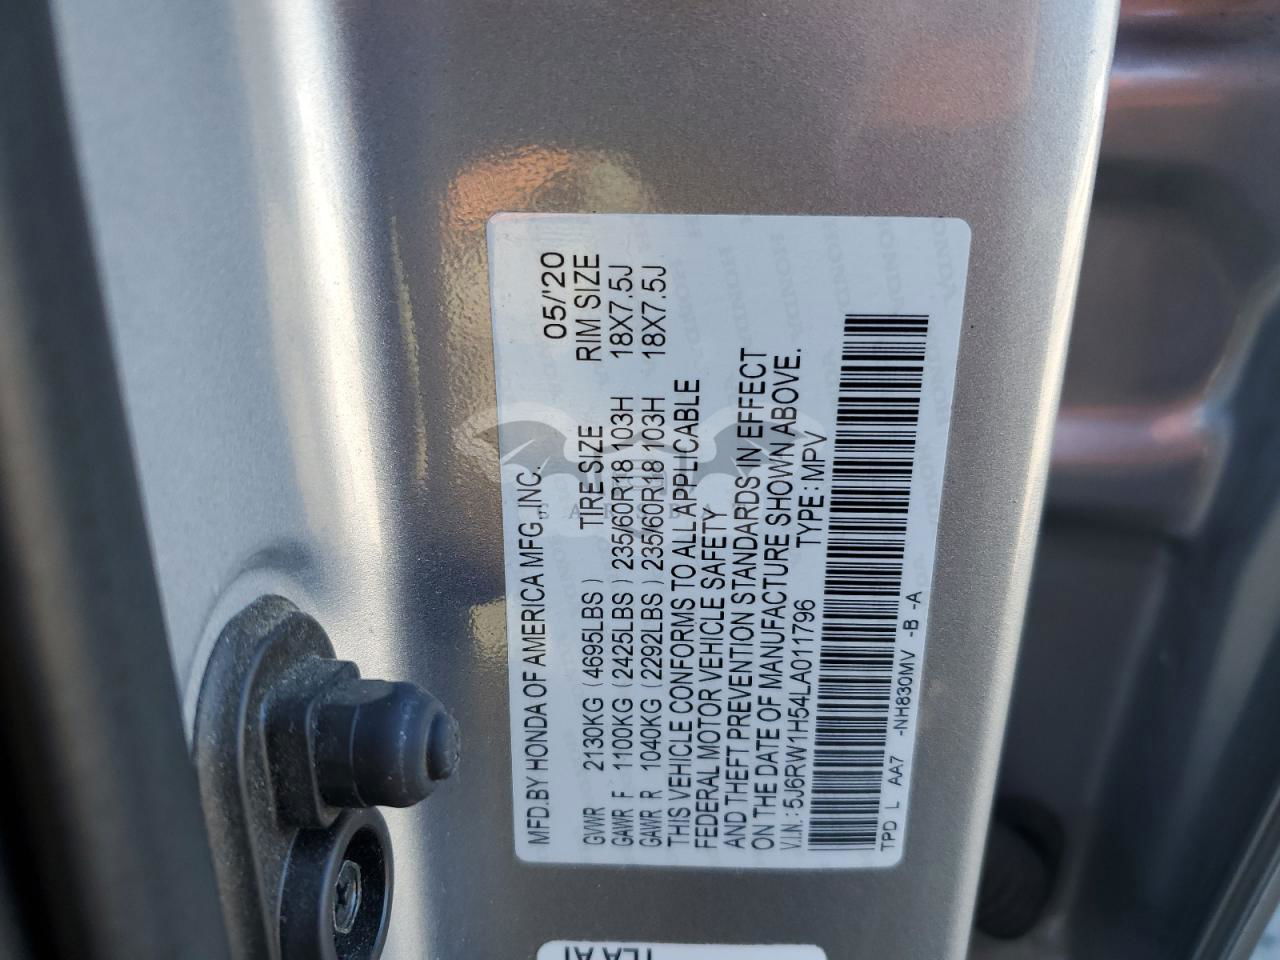 MFD.BY HONDA OF AMERICA MFG.,INC. 05/'20
GVWR 2130KG (4695LBS) TIRE SIZE RIM SIZE
GAWR F 1100KG (2425LBS) 235/60R18 103H 18X7.5J
GAWR R 1040KG (2292LBS) 235/60R18 103H 18X7.5J
THIS VEHICLE CONFORMS TO ALL APPLICABLE
FEDERAL MOTOR VEHICLE SAFETY
AND THEFT PREVENTION STANDARDS IN EFFECT
ON THE DATE OF MANUFACTURE SHOWN ABOVE.
V.I.N.: 5J6RW1H54LA011796 TYPE: MPV
TPD L AA7 -NH830MV -B -A